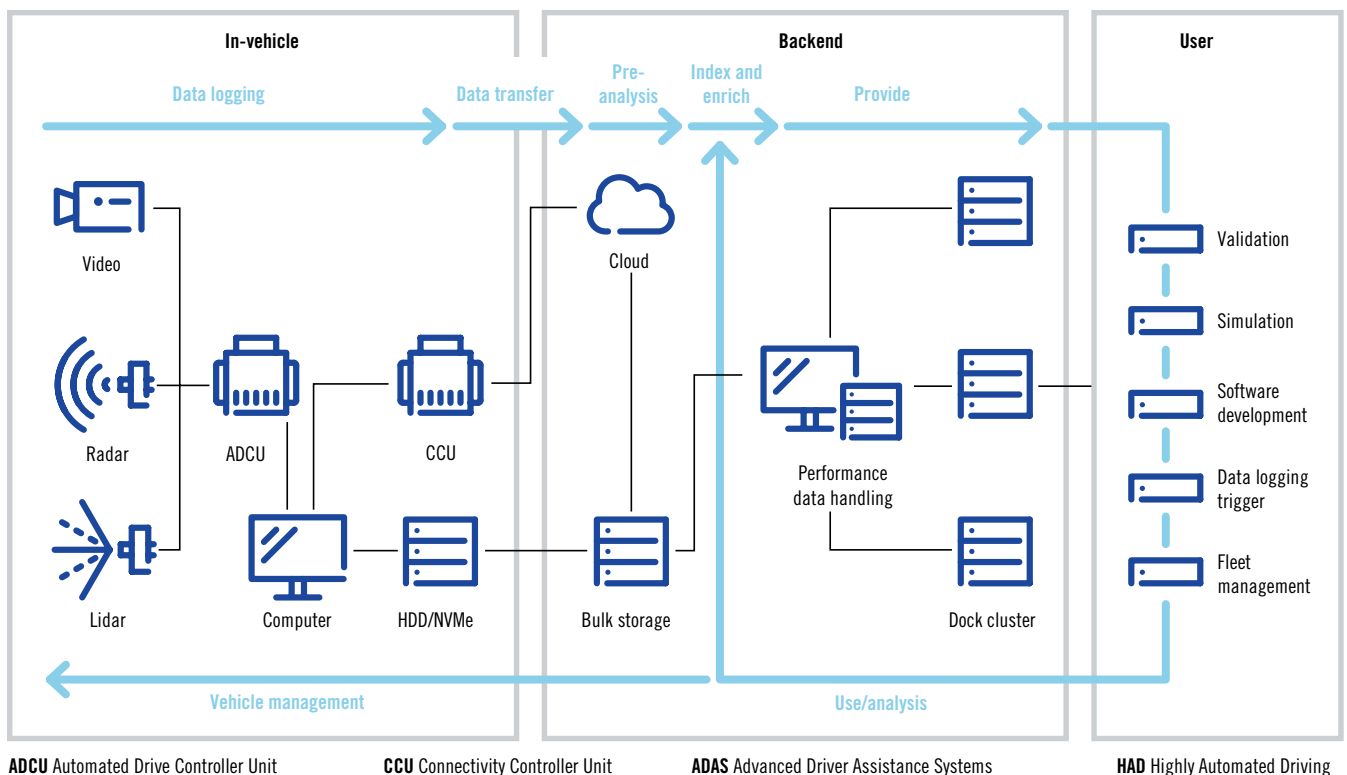 In-vehicle
Backend
User
Data logging
Data transfer
Pre-
analysis
Index and
enrich
Provide
Video
Cloud
Validation
Simulation
Radar
ADCU
CCU
Performance
data handling
Software
development
Data logging
trigger
Fleet
management
Lidar
Computer
HDD/NVMe
Bulk storage
Dock cluster
Vehicle management
Use/analysis
ADCU Automated Drive Controller Unit
CCU Connectivity Controller Unit
ADAS Advanced Driver Assistance Systems
HAD Highly Automated Driving